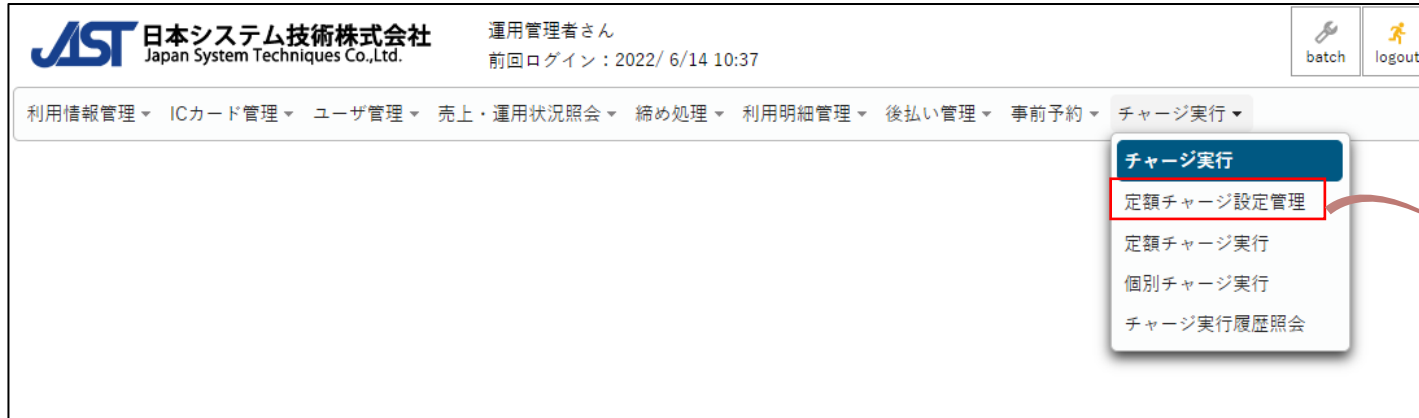 JAST 日本システム技術株式会社
Japan System Techniques Co.,Ltd.
運用管理者さん
前回ログイン：2022/ 6/14 10:37
batch
logout
利用情報管理 ICカード管理 ユーザ管理 売上・運用状況照会 締め処理 利用明細管理 後払い管理 事前予約 チャージ実行
チャージ実行
定額チャージ設定管理
定額チャージ実行
個別チャージ実行
チャージ実行履歴照会